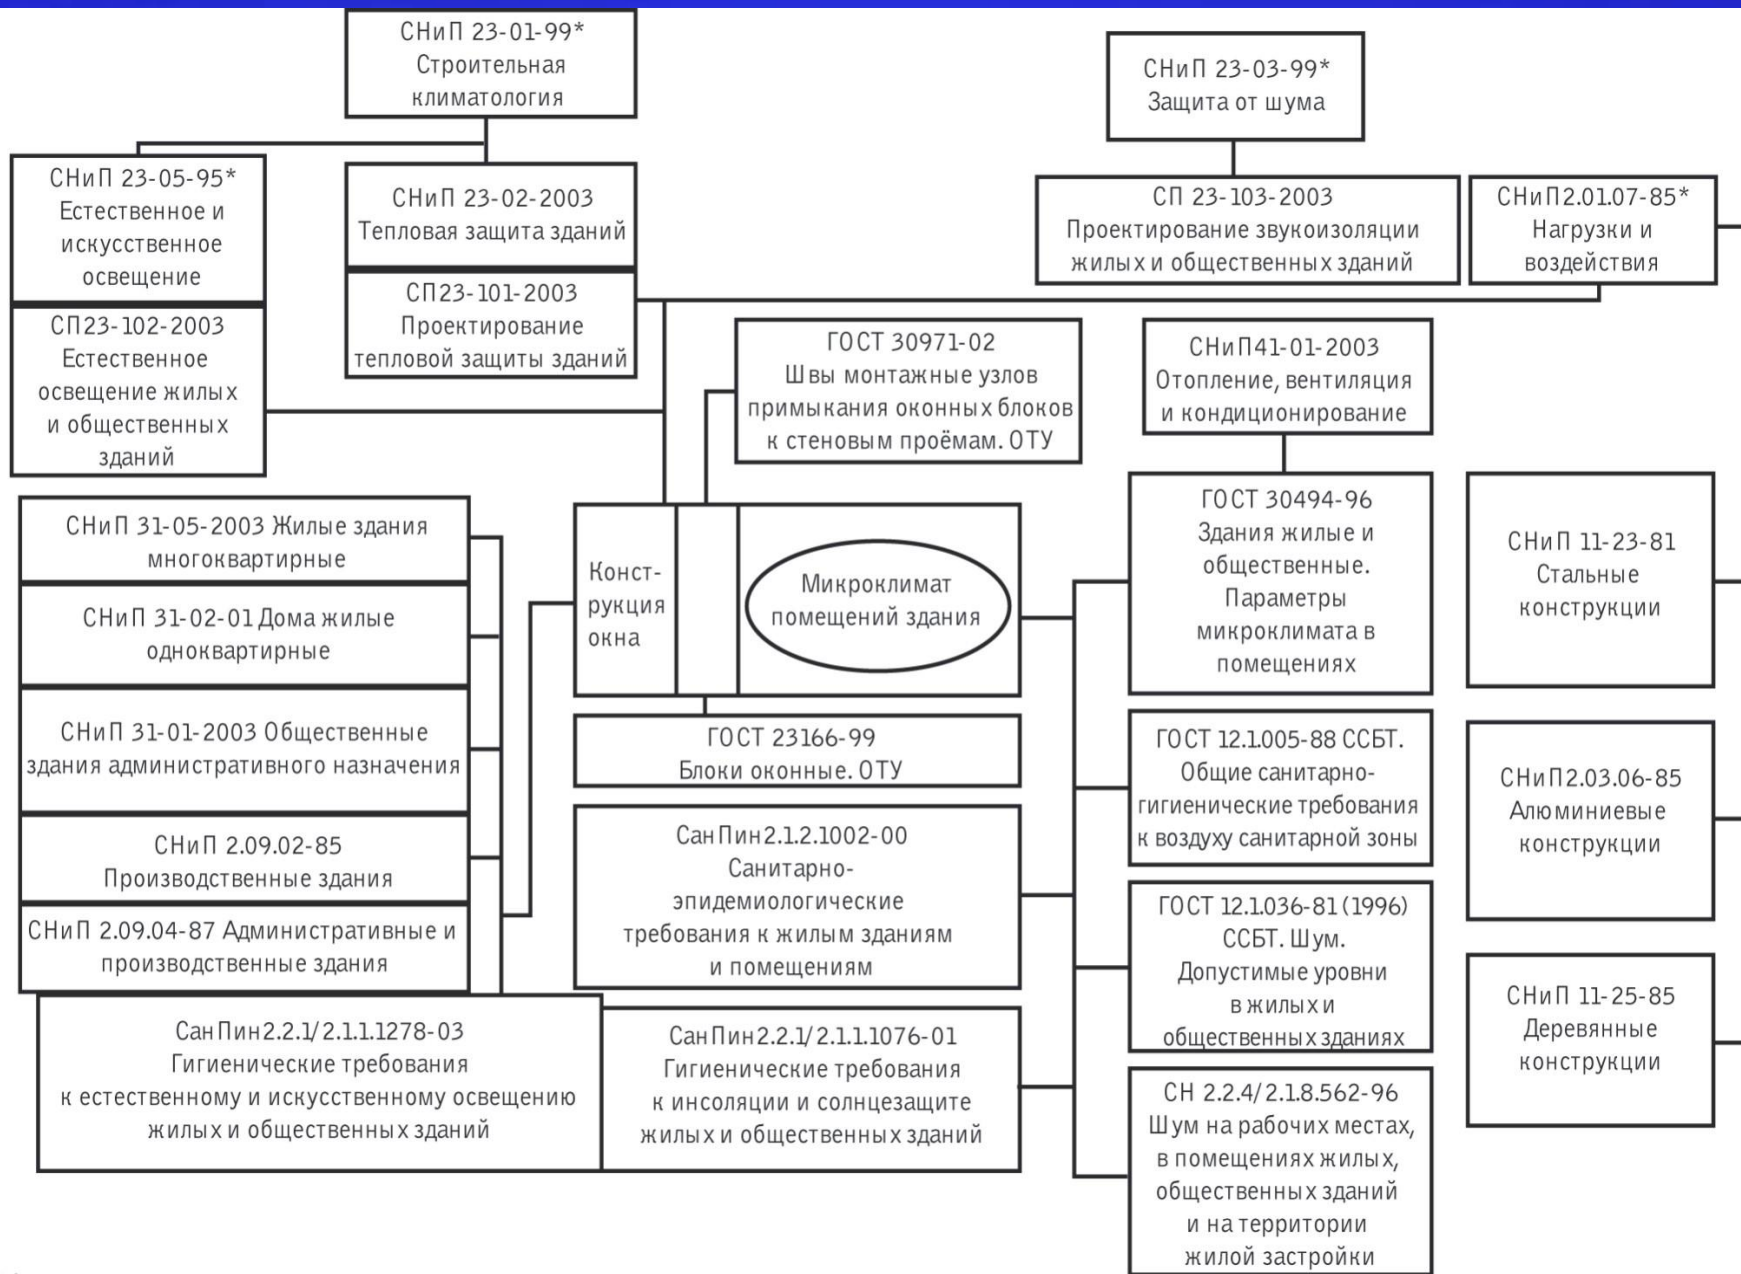 СНиП 23-01-99*
Строительная
климатология
СНиП 23-03-99*
Защита от шума
СНиП 23-05-95*
Естественное и
искусственное
освещение
СНиП 23-02-2003
Тепловая защита зданий
СП 23-103-2003
Проектирование звукоизоляции
жилых и общественных зданий
СНиП2.01.07-85*
Нагрузки и
воздействия
СП23-102-2003
Естественное
освещение жилых
и общественных
зданий
СП23-101-2003
Проектирование
тепловой защиты зданий
ГОСТ 30971-02
Швы монтажные узлов
примыкания оконных блоков
к стеновым проёмам. ОТУ
СНиП41-01-2003
Отопление, вентиляция
и кондиционирование
СНиП 31-05-2003 Жилые здания
многоквартирные
СНиП 31-02-01 Дома жилые
одноквартирные
СНиП 31-01-2003 Общественные
здания административного назначения
СНиП 2.09.02-85
Производственные здания
СНиП 2.09.04-87 Административные и
производственные здания
Конст-
рукция
окна
Микроклимат
помещений здания
ГОСТ 23166-99
Блоки оконные. ОТУ
СанПин2.1.2.1002-00
Санитарно-
эпидемиологические
требования к жилым зданиям
и помещениям
СанПин2.2.1/2.1.1.1278-03
Гигиенические требования
к естественному и искусственному освещению
жилых и общественных зданий
СанПин2.2.1/2.1.1.1076-01
Гигиенические требования
к инсоляции и солнцезащите
жилых и общественных зданий
ГОСТ 30494-96
Здания жилые и
общественные.
Параметры
микроклимата в
помещениях
ГОСТ 12.1.005-88 ССБТ.
Общие санитарно-
гигиенические требования
к воздуху санитарной зоны
ГОСТ 12.1.036-81 (1996)
ССБТ. Шум.
Допустимые уровни
в жилых и
общественных зданиях
СН 2.2.4/2.1.8.562-96
Шум на рабочих местах,
в помещениях жилых,
общественных зданий
и на территории
жилой застройки
СНиП 11-23-81
Стальные
конструкции
СНиП2.03.06-85
Алюминиевые
конструкции
СНиП 11-25-85
Деревянные
конструкции